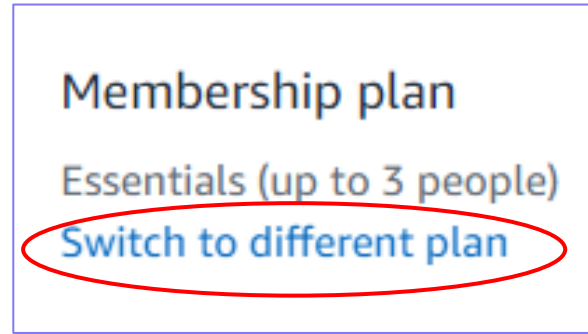 Membership plan
Essentials (up to 3 people)
Switch to different plan